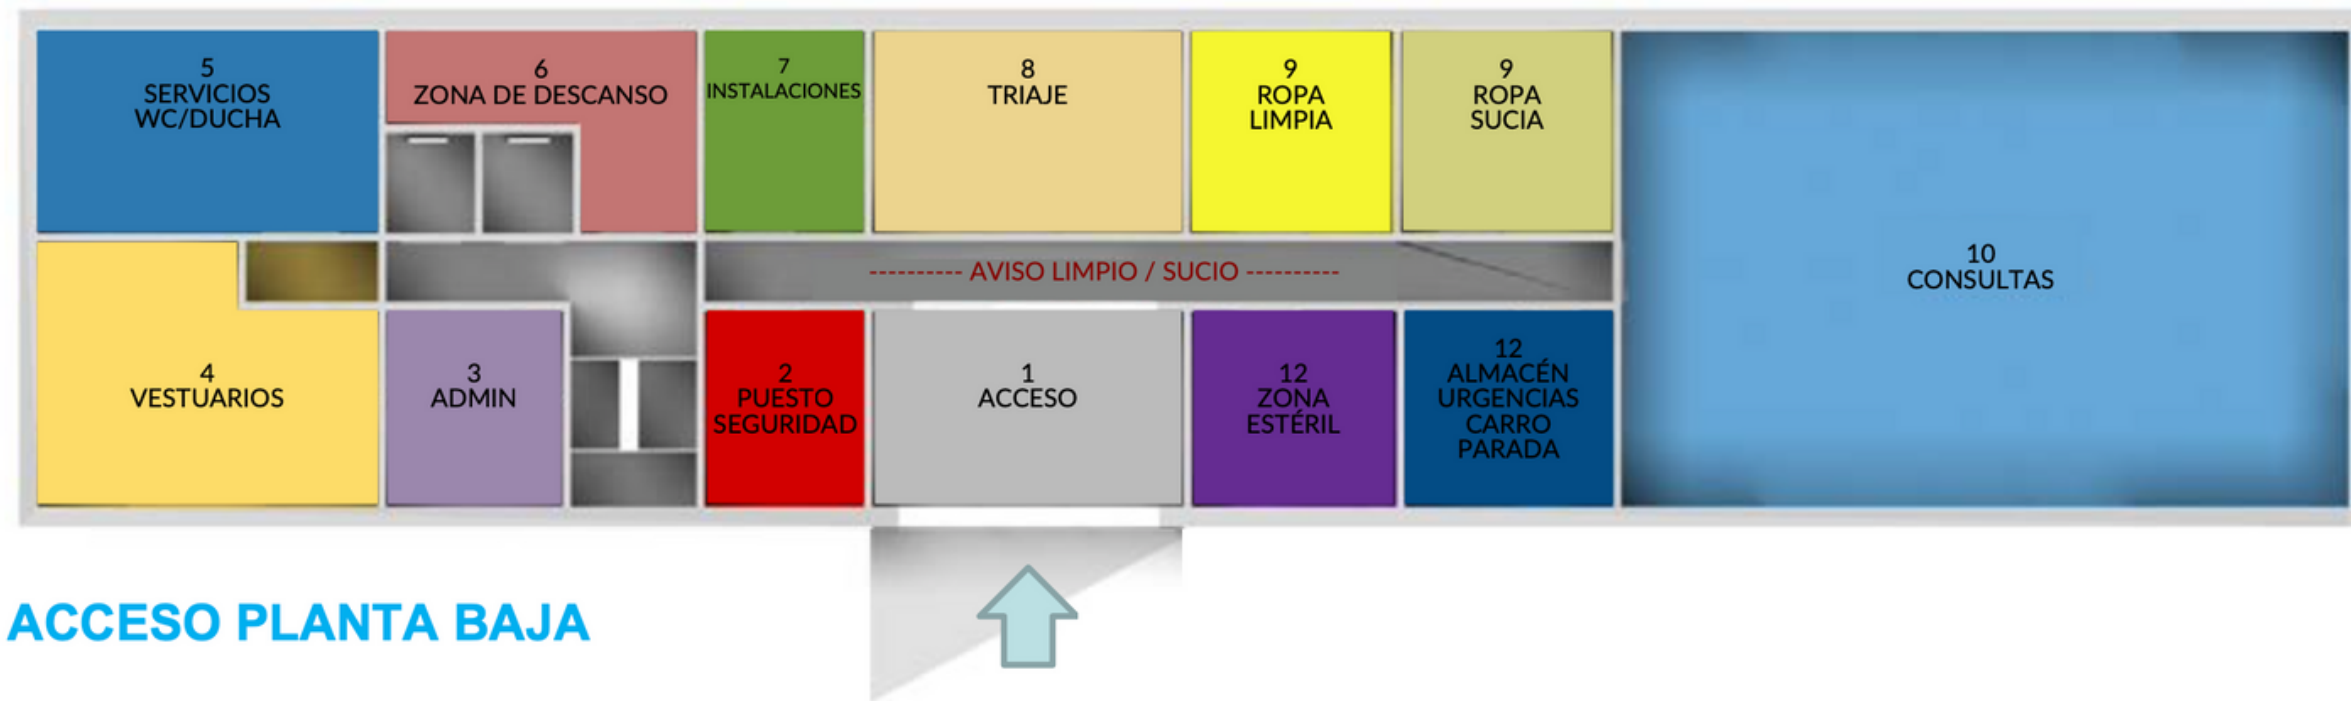 5
SERVICIOS
WC/DUCHA
6
ZONA DE DESCANSO
7
INSTALACIONES
8
TRIAJE
9
ROPA
LIMPIA
9
ROPA
SUCIA
---------- AVISO LIMPIO / SUCIO ----------
10
CONSULTAS
4
VESTUARIOS
3
ADMIN
2
PUESTO
SEGURIDAD
1
ACCESO
12
ZONA
ESTÉRIL
12
ALMACÉN
URGENCIAS
CARRO
PARADA
ACCESO PLANTA BAJA